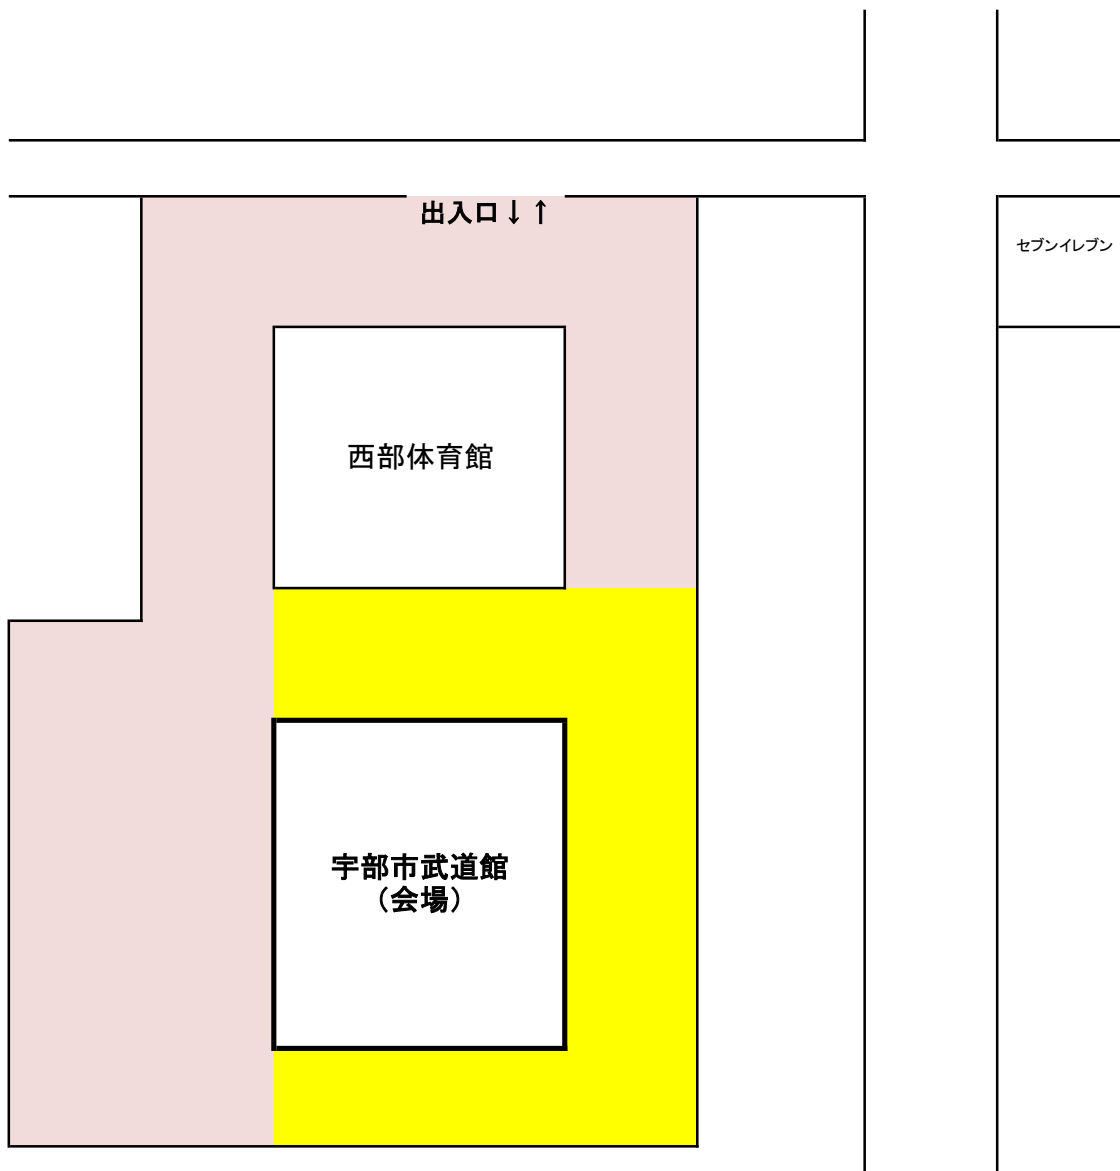 出入口↓↑
セブンイレブン
西部体育館
宇部市武道館
（会場）